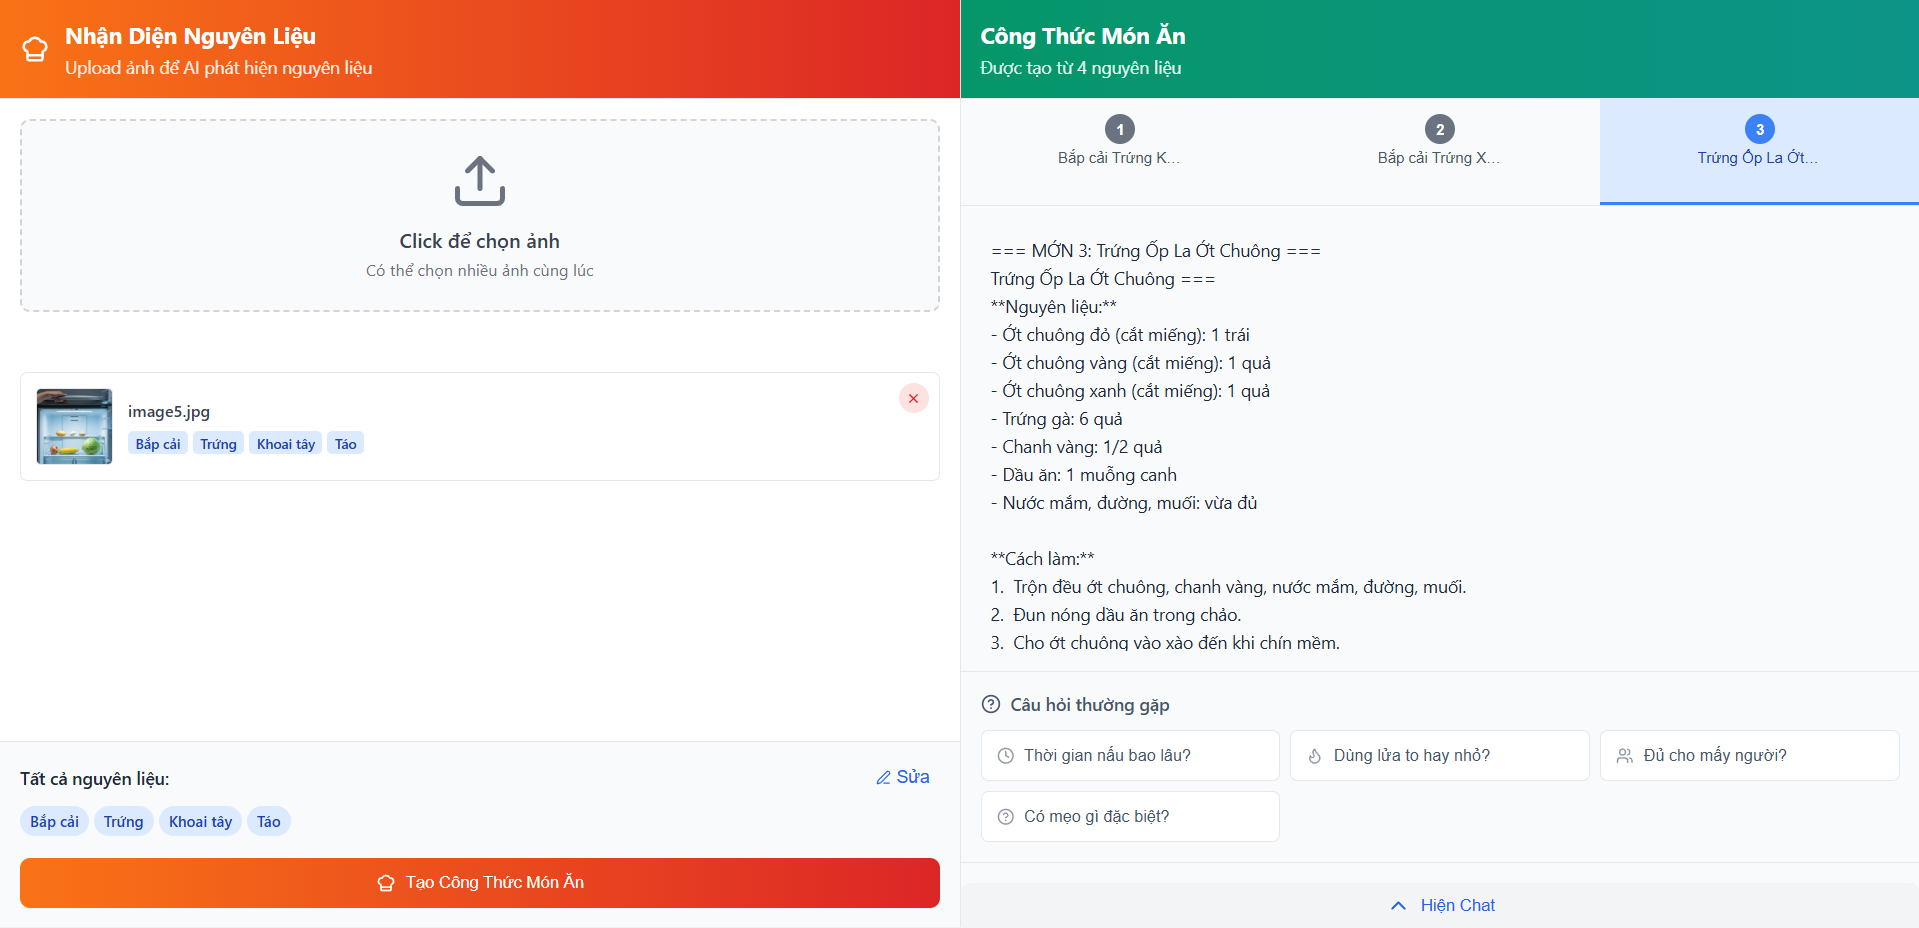 Nhận Diện Nguyên Liệu
Upload ảnh để AI phát hiện nguyên liệu
Click để chọn ảnh
Có thể chọn nhiều ảnh cùng lúc
image5.jpg
Bắp cải Trứng Khoai tây Táo
Tất cả nguyên liệu:
Sửa
Bắp cải Trứng Khoai tây Táo
Tạo Công Thức Món Ăn
Công Thức Món Ăn
Được tạo từ 4 nguyên liệu
1
Bắp cải Trứng K...
2
Bắp cải Trứng X...
3
Trứng Ốp La Ớt...
=== MÓN 3: Trứng Ốp La Ớt Chuông ===
Trứng Ốp La Ớt Chuông ===
**Nguyên liệu:**
- Ớt chuông đỏ (cắt miếng): 1 trái
- Ớt chuông vàng (cắt miếng): 1 quả
- Ớt chuông xanh (cắt miếng): 1 quả
- Trứng gà: 6 quả
- Chanh vàng: 1/2 quả
- Dầu ăn: 1 muỗng canh
- Nước mắm, đường, muối: vừa đủ
**Cách làm:**
1. Trộn đều ớt chuông, chanh vàng, nước mắm, đường, muối.
2. Đun nóng dầu ăn trong chảo.
3. Cho ớt chuông vào xào đến khi chín mềm.
Câu hỏi thường gặp
Thời gian nấu bao lâu?
Dùng lửa to hay nhỏ?
Đủ cho mấy người?
Có mẹo gì đặc biệt?
Hiện Chat